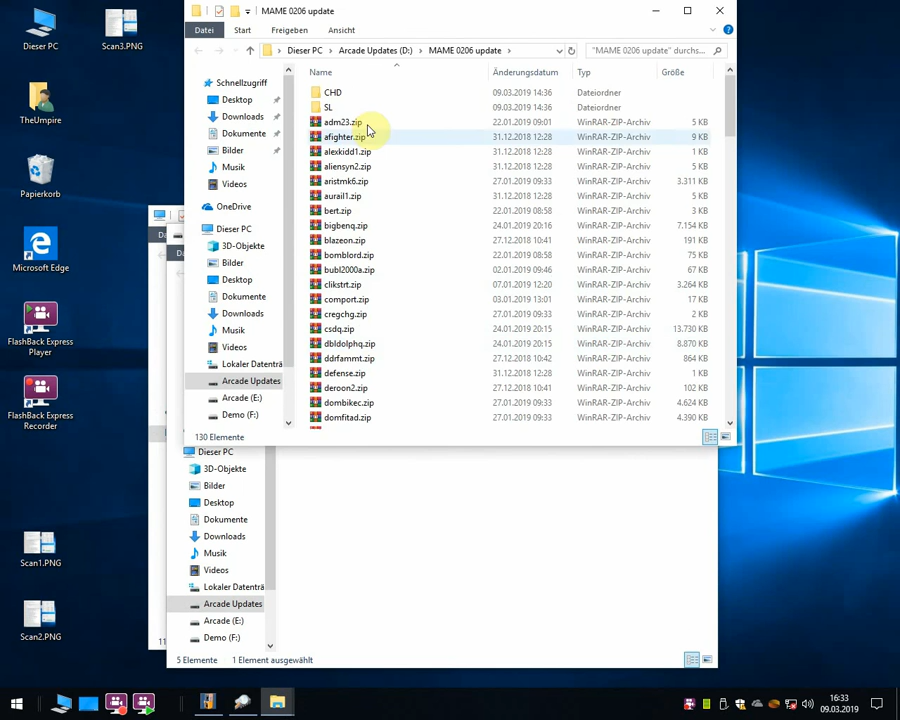 Dieser PC
Scan3.PNG
TheUmpire
Papierkorb
Microsoft Edge
FlashBack Express
Player
FlashBack Express
Recorder
Scan1.PNG
Scan2.PNG
MAME 0206 update
Datei
Start
Freigeben
Ansicht
Dieser PC
Arcade Updates (D:)
MAME 0206 update
"MAME 0206 update" durchs...
Schnellzugriff
Desktop
Downloads
Dokumente
Bilder
Musik
Videos
OneDrive
Dieser PC
3D-Objekte
Bilder
Desktop
Dokumente
Downloads
Musik
Videos
Lokaler Datenträ
Arcade Updates
Arcade (E:)
Demo (F:)
Name Änderungsdatum Typ Größe
CHD 09.03.2019 14:36 Dateiordner
SL 09.03.2019 14:36 Dateiordner
adm23.zip 22.01.2019 09:01 WinRAR-ZIP-Archiv 5 KB
afighter.zip 31.12.2018 12:28 WinRAR-ZIP-Archiv 9 KB
alexkidd1.zip 31.12.2018 12:28 WinRAR-ZIP-Archiv 1 KB
aliensyn2.zip 31.12.2018 12:28 WinRAR-ZIP-Archiv 5 KB
aristmk6.zip 27.01.2019 09:33 WinRAR-ZIP-Archiv 3.311 KB
aurail1.zip 31.12.2018 12:28 WinRAR-ZIP-Archiv 5 KB
bert.zip 22.01.2019 08:58 WinRAR-ZIP-Archiv 3 KB
bigbenq.zip 24.01.2019 20:16 WinRAR-ZIP-Archiv 7.154 KB
blazeon.zip 27.12.2018 10:41 WinRAR-ZIP-Archiv 191 KB
bomblord.zip 22.01.2019 08:58 WinRAR-ZIP-Archiv 75 KB
bubl2000a.zip 02.01.2019 09:46 WinRAR-ZIP-Archiv 67 KB
clikstrt.zip 07.01.2019 12:20 WinRAR-ZIP-Archiv 3.264 KB
comport.zip 03.01.2019 13:01 WinRAR-ZIP-Archiv 17 KB
cregchg.zip 27.01.2019 09:33 WinRAR-ZIP-Archiv 2 KB
csdq.zip 24.01.2019 20:15 WinRAR-ZIP-Archiv 13.730 KB
dbldolphq.zip 24.01.2019 20:15 WinRAR-ZIP-Archiv 8.870 KB
ddrfammt.zip 27.12.2018 10:42 WinRAR-ZIP-Archiv 864 KB
defense.zip 31.12.2018 12:28 WinRAR-ZIP-Archiv 1 KB
deroon2.zip 27.12.2018 10:41 WinRAR-ZIP-Archiv 102 KB
dombikec.zip 27.01.2019 09:33 WinRAR-ZIP-Archiv 4.624 KB
domfitad.zip 27.01.2019 09:33 WinRAR-ZIP-Archiv 4.390 KB
130 Elemente
Dieser PC
3D-Objekte
Bilder
Desktop
Dokumente
Downloads
Musik
Videos
Lokaler Datenträ
Arcade Updates
Arcade (E:)
Demo (F:)
5 Elemente 1 Element ausgewählt
16:33
09.03.2019